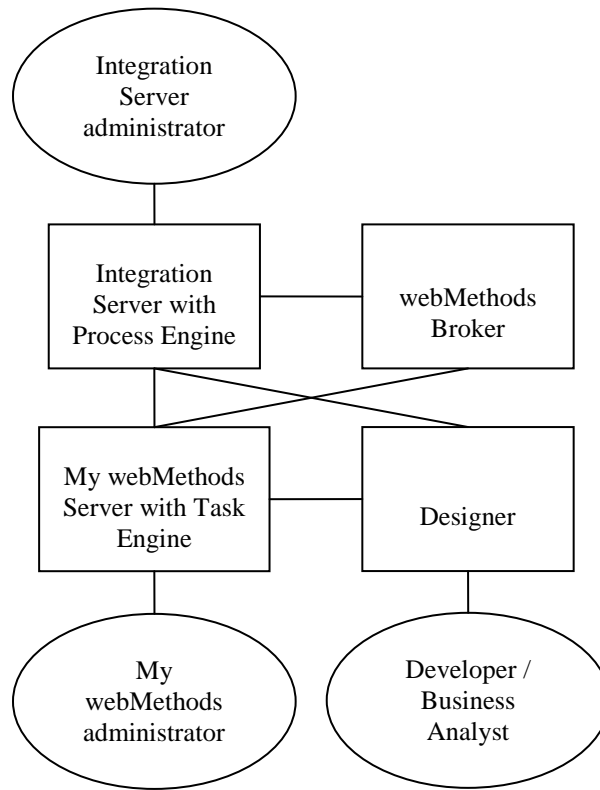 Integration
Server
administrator
Integration
Server with
Process Engine
webMethods
Broker
My webMethods
Server with Task
Engine
Designer
My
webMethods
administrator
Developer /
Business
Analyst